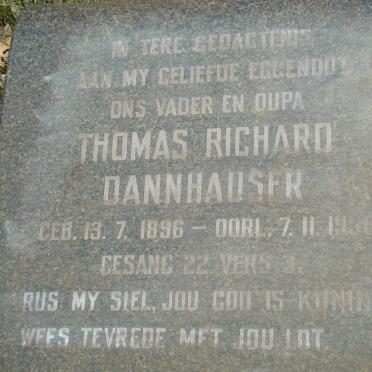 IN TERE GEDAGTENIS
AAN MY GELIEFDE EGGENOOT
ONS VADER EN OUPA
THOMAS RICHARD
DANNHAUSER
GEB. 13. 7. 1896 — OORL. 7. 11.
GESANG 22 VERS
RUS MY SIEL, JOU GOD IS KONIN
WEES TEVREDE MET JOU LOT